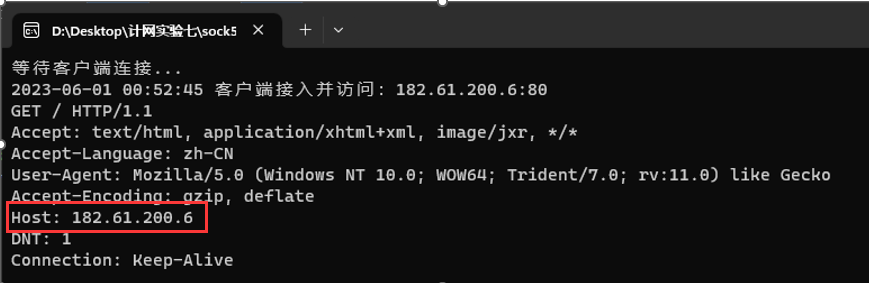 D:\Desktop\计网实验七\sock5
等待客户端连接...
2023-06-01 00:52:45 客户端接入并访问: 182.61.200.6:80
GET / HTTP/1.1
Accept: text/html, application/xhtml+xml, image/jxr, */*
Accept-Language: zh-CN
User-Agent: Mozilla/5.0 (Windows NT 10.0; WOW64; Trident/7.0; rv:11.0) like Gecko
Accept-Encoding: gzip, deflate
Host: 182.61.200.6
DNT: 1
Connection: Keep-Alive